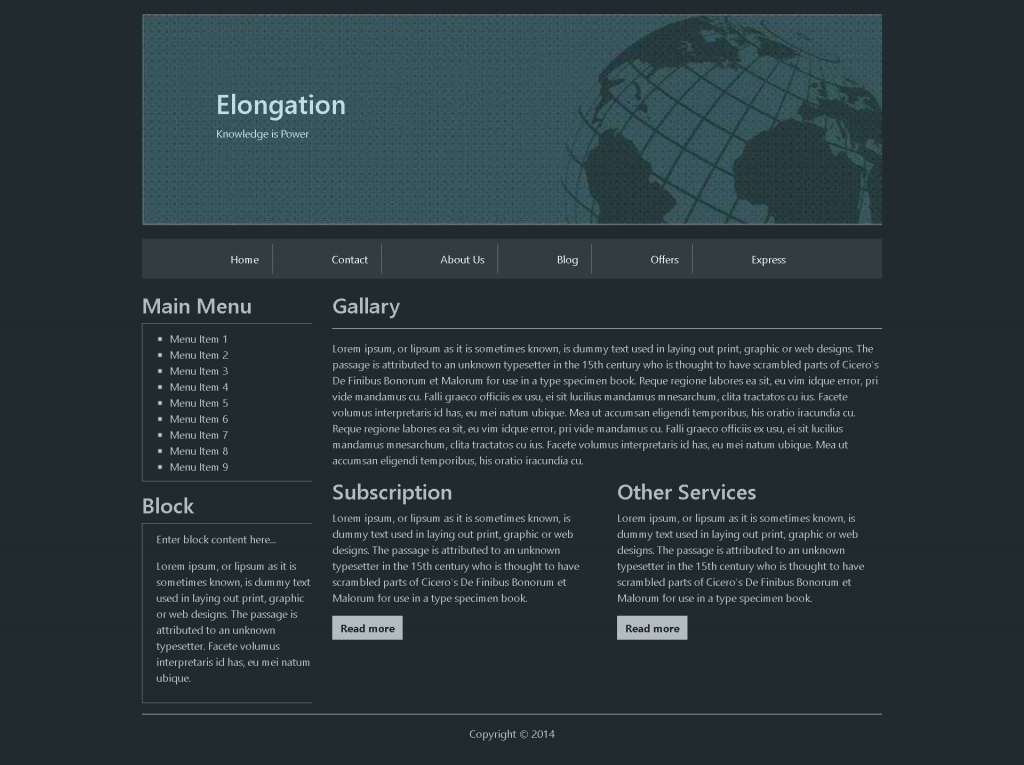 Elongation
Knowledge is Power
Home Contact About Us Blog Offers Express
Main Menu
Menu Item 1
Menu Item 2
Menu Item 3
Menu Item 4
Menu Item 5
Menu Item 6
Menu Item 7
Menu Item 8
Menu Item 9
Block
Enter block content here...
Lorem ipsum, or lipsum as it is
sometimes known, is dummy text
used in laying out print, graphic
or web designs. The passage is
attributed to an unknown
typesetter. Facete volumus
interpretaris id has, eu mei natum
ubique.
Gallary
Lorem ipsum, or lipsum as it is sometimes known, is dummy text used in laying out print, graphic or web designs. The
passage is attributed to an unknown typesetter in the 15th century who is thought to have scrambled parts of Cicero's
De Finibus Bonorum et Malorum for use in a type specimen book. Reque regione labores ea sit, eu vim idque error, pri
vide mandamus cu. Falli graeco officiis ex usu, ei sit lucilius mandamus mnesarchum, clita tractatos cu ius. Facete
volumus interpretaris id has, eu mei natum ubique. Mea ut accumsan eligendi temporibus, his oratio iracundia cu.
Reque regione labores ea sit, eu vim idque error, pri vide mandamus cu. Falli graeco officiis ex usu, ei sit lucilius
mandamus mnesarchum, clita tractatos cu ius. Facete volumus interpretaris id has, eu mei natum ubique. Mea ut
accumsan eligendi temporibus, his oratio iracundia cu.
Subscription
Lorem ipsum, or lipsum as it is sometimes known, is
dummy text used in laying out print, graphic or web
designs. The passage is attributed to an unknown
typesetter in the 15th century who is thought to have
scrambled parts of Cicero's De Finibus Bonorum et
Malorum for use in a type specimen book.
Read more
Other Services
Lorem ipsum, or lipsum as it is sometimes known, is
dummy text used in laying out print, graphic or web
designs. The passage is attributed to an unknown
typesetter in the 15th century who is thought to have
scrambled parts of Cicero's De Finibus Bonorum et
Malorum for use in a type specimen book.
Read more
Copyright © 2014